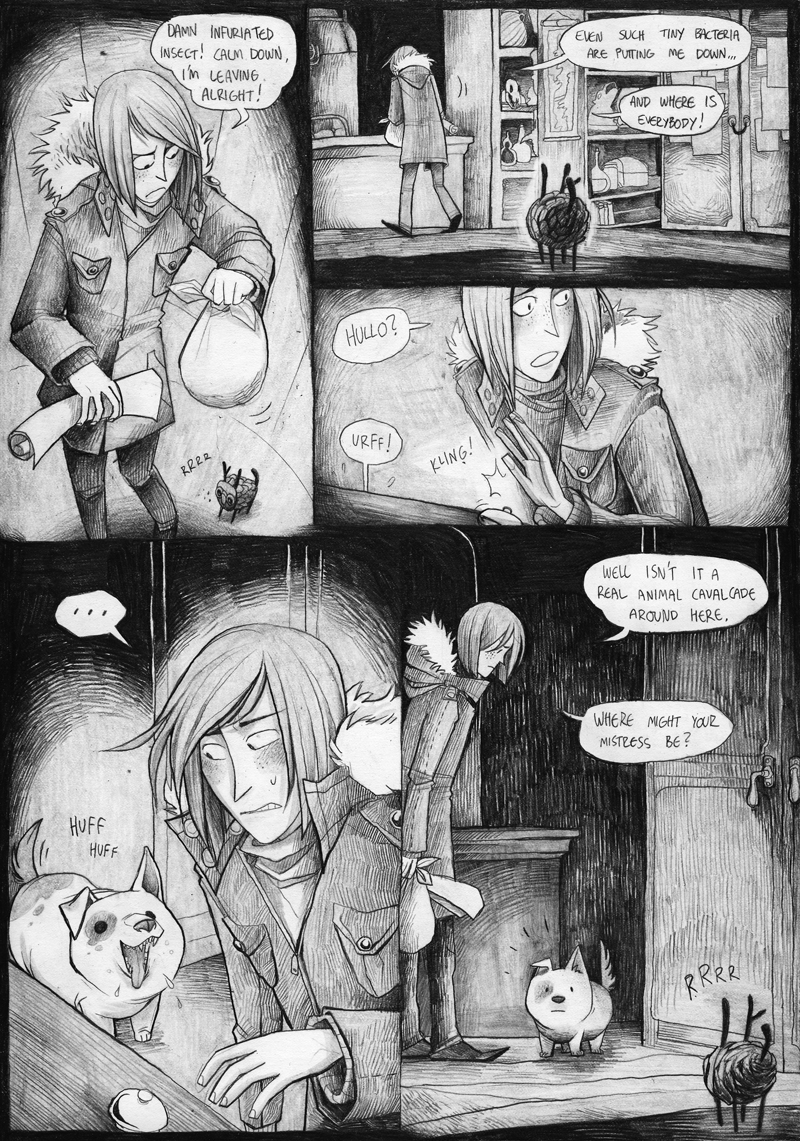 DAMN INFURIATED
INSECT! CALM DOWN,
I'M LEAVING.
ALRIGHT!
RRRR
EVEN SUCH TINY BACTERIA
ARE PUTTING ME DOWN...
AND WHERE IS
EVERYBODY!
HULLO?
URFF!
KLING!
...
HUFF
HUFF
WELL ISN'T IT A
REAL ANIMAL CAVALCADE
AROUND HERE.
WHERE MIGHT YOUR
MISTRESS BE?
RRRR